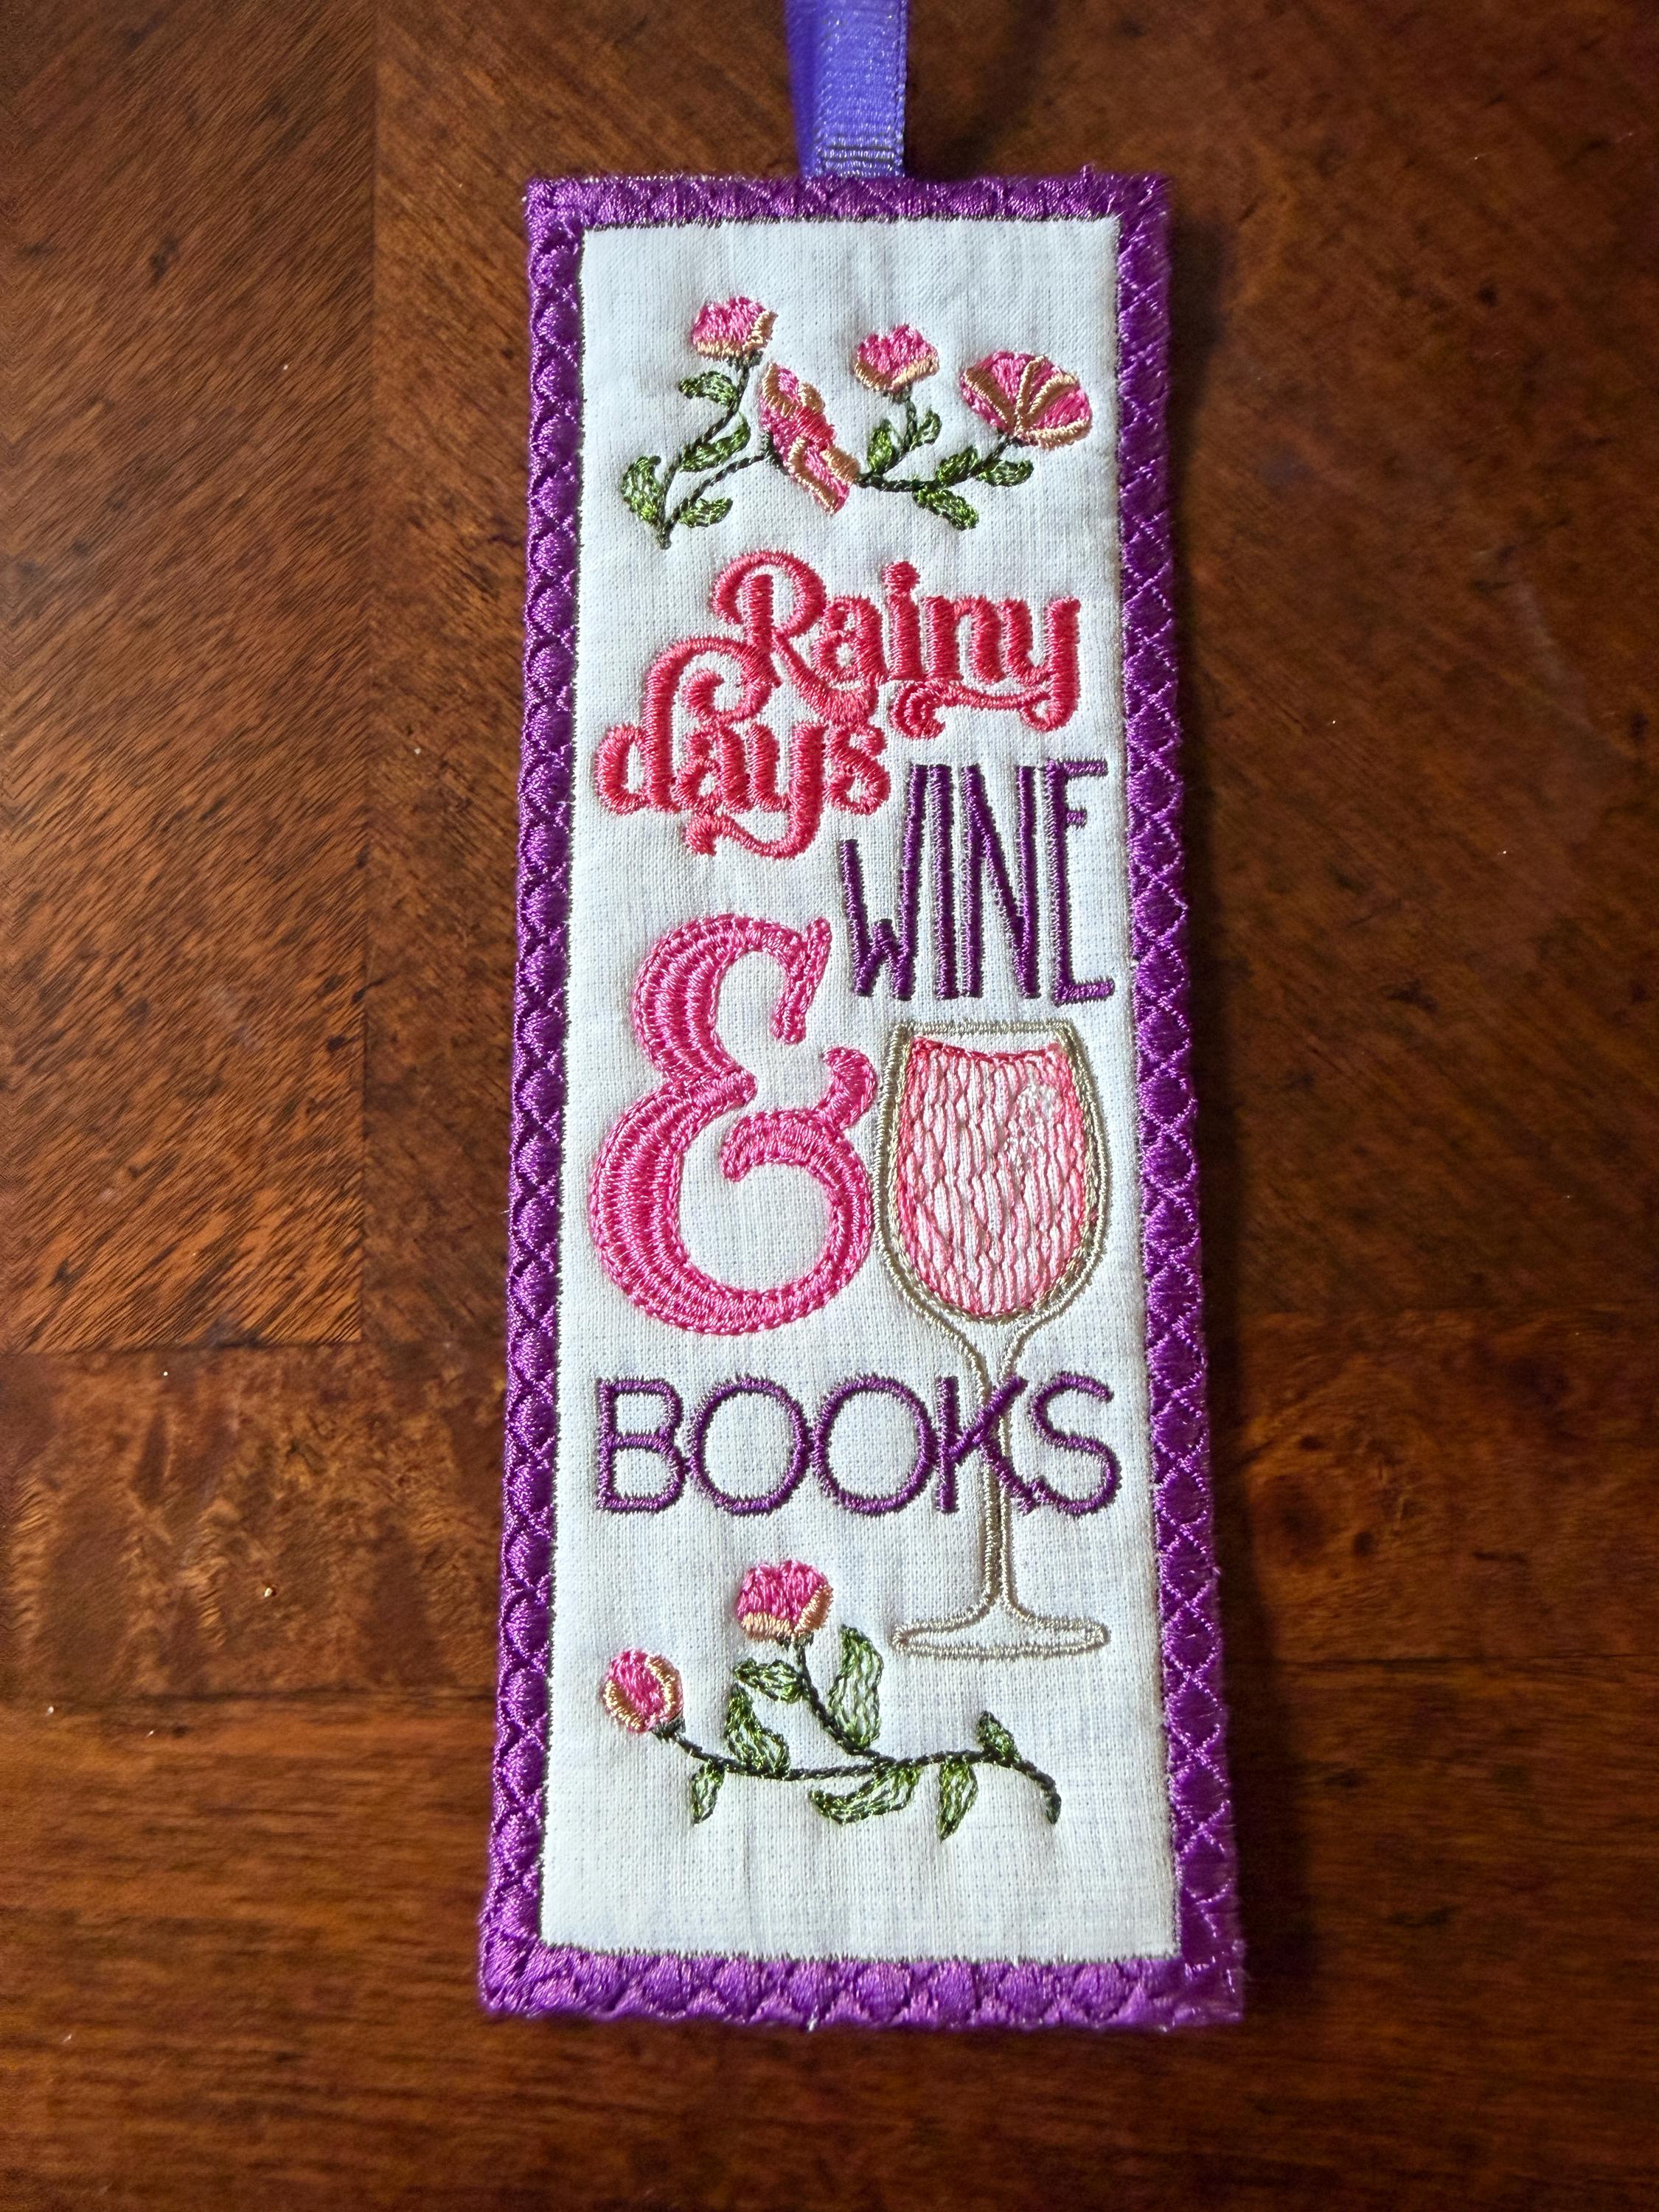 Rainy
days
WINE
&
BOOKS